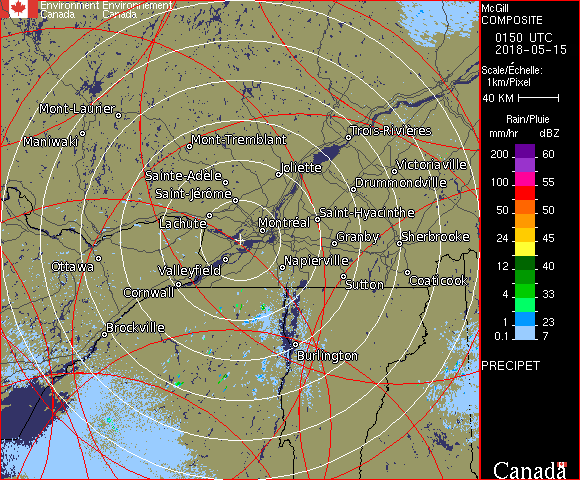 Environment Environnement
Canada Canada
McGill
COMPOSITE
0150 UTC
2018-05-15
Scale/Échelle:
1km/Pixel
40 KM
Rain/Pluie
mm/hr dBZ
200 60
100 55
50 50
24 45
12 40
4 33
1 23
0.1 7
PRECIPET
Canada
Mont-Laurier
Maniwaki
Mont-Tremblant
Trois-Rivières
Joliette
Victoriaville
Sainte-Adèle
Drummondville
Saint-Jérôme
Lachute
Saint-Hyacinthe
Montréal
Granby
Sherbrooke
Ottawa
Valleyfield
Napierville
Cornwall
Sutton
Coaticook
Brockville
Burlington